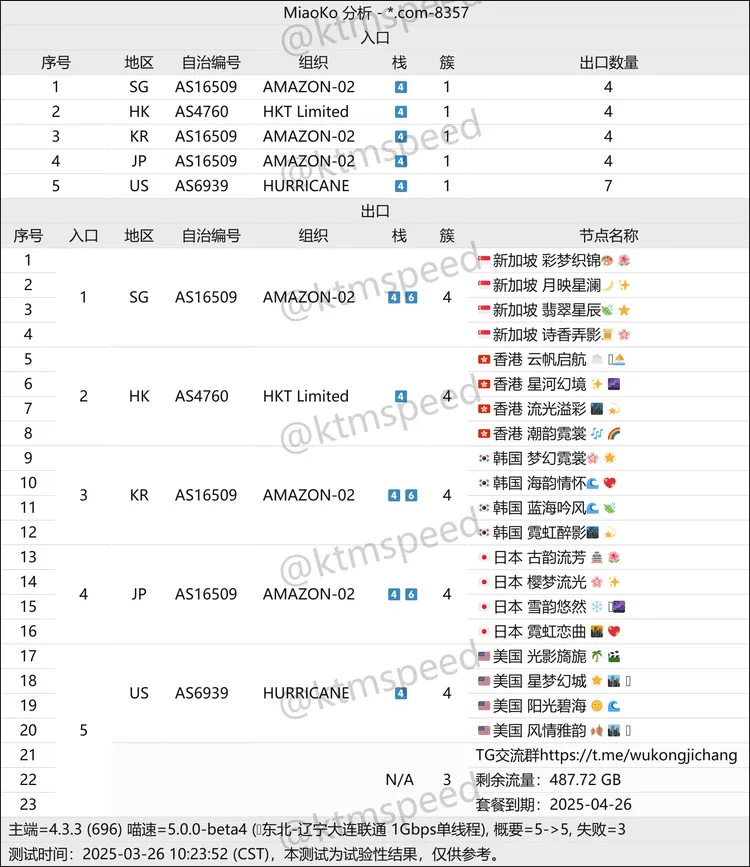 MiaoKo 分析 - *.com-8357
入口
序号 地区 自治编号 组织 栈 簇 出口数量
1 SG AS16509 AMAZON-02 4 1 4
2 HK AS4760 HKT Limited 4 1 4
3 KR AS16509 AMAZON-02 4 1 4
4 JP AS16509 AMAZON-02 4 1 4
5 US AS6939 HURRICANE 4 1 7
出口
序号 入口 地区 自治编号 组织 栈 簇 节点名称
1 新加坡 彩梦织锦🎨 🌺
2 新加坡 月映星澜🌙 ✨
1 SG AS16509 AMAZON-02 4 6 4
3 新加坡 翡翠星辰🍃 ⭐
4 新加坡 诗香弄影📜 🌸
5 香港 云帆启航 ☁️ ⛵
6 香港 星河幻境 ✨ 🌌
2 HK AS4760 HKT Limited 4 4
7 香港 流光溢彩 🌃 💫
8 香港 潮韵霓裳 🎶 🌈
9 韩国 梦幻霓裳🌸 ⭐
10 韩国 海韵情怀🌊 💖
3 KR AS16509 AMAZON-02 4 6 4
11 韩国 蓝海吟风🌊 🍃
12 韩国 霓虹醉影🌃 💫
13 日本 古韵流芳 🏯 🌺
14 日本 樱梦流光 🌸 ✨
4 JP AS16509 AMAZON-02 4 6 4
15 日本 雪韵悠然 ❄️ 🌌
16 日本 霓虹恋曲 🌆 💖
17 美国 光影旖旎 🌴 🎬
18 美国 星梦幻城 ⭐ 🏙
US AS6939 HURRICANE 4 4
19 美国 阳光碧海 🌞 🌊
20 美国 风情雅韵 🍂 🏙
5
21 TG交流群https://t.me/wukongjichang
22 N/A 3 剩余流量：487.72 GB
23 套餐到期：2025-04-26
主端=4.3.3 (696) 喵速=5.0.0-beta4 (东北-辽宁大连联通 1Gbps单线程), 概要=5->5, 失败=3
测试时间：2025-03-26 10:23:52 (CST)，本测试为试验性结果，仅供参考。
@ktmspeed
@ktmspeed
@ktmspeed
@ktmspeed
@ktmspeed
@ktmspeed
@ktmspeed